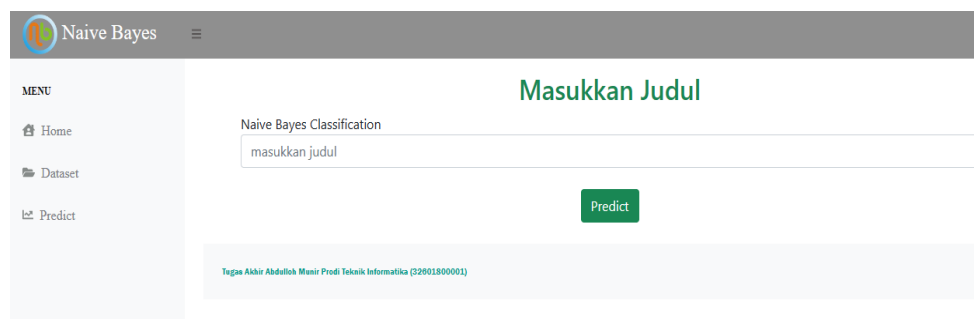 Naive Bayes
MENU
Home
Dataset
Predict
Masukkan Judul
Naive Bayes Classification
masukkan judul
Predict
Tugas Akhir Abdulloh Munir Prodi Teknik Informatika (32601800001)